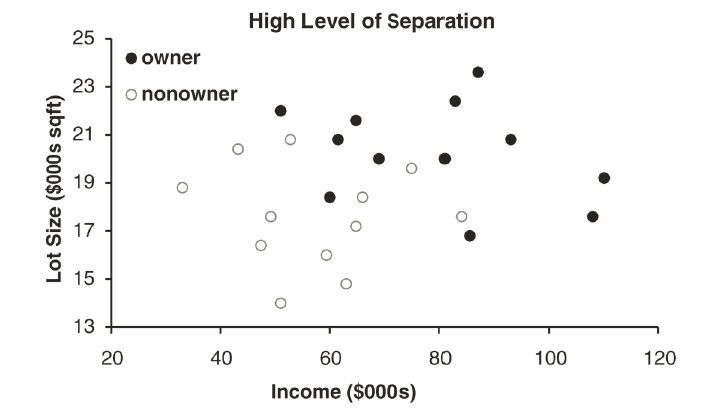 High Level of Separation
25
23
21
19
17
15
13
owner
nonowner
Lot Size ($000s sqft)
20 40 60 80 100 120
Income ($000s)